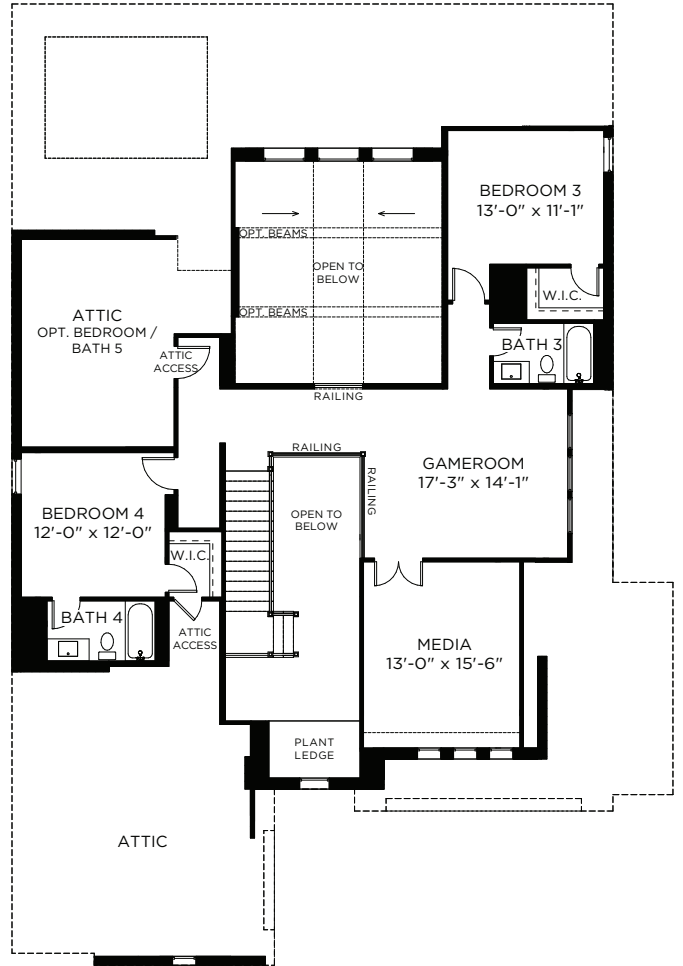 BEDROOM 3
13'-0" x 11'-1"
OPT. BEAMS
OPEN TO
BELOW
W.I.C.
OPT. BEAMS
ATTIC
OPT. BEDROOM /
BATH 5
ATTIC
ACCESS
BATH 3
RAILING
RAILING
GAMEROOM
17'-3" x 14'-1"
RAILING
BEDROOM 4
12'-0" x 12'-0"
OPEN TO
BELOW
W.I.C.
BATH 4
ATTIC
ACCESS
MEDIA
13'-0" x 15'-6"
PLANT
LEDGE
ATTIC